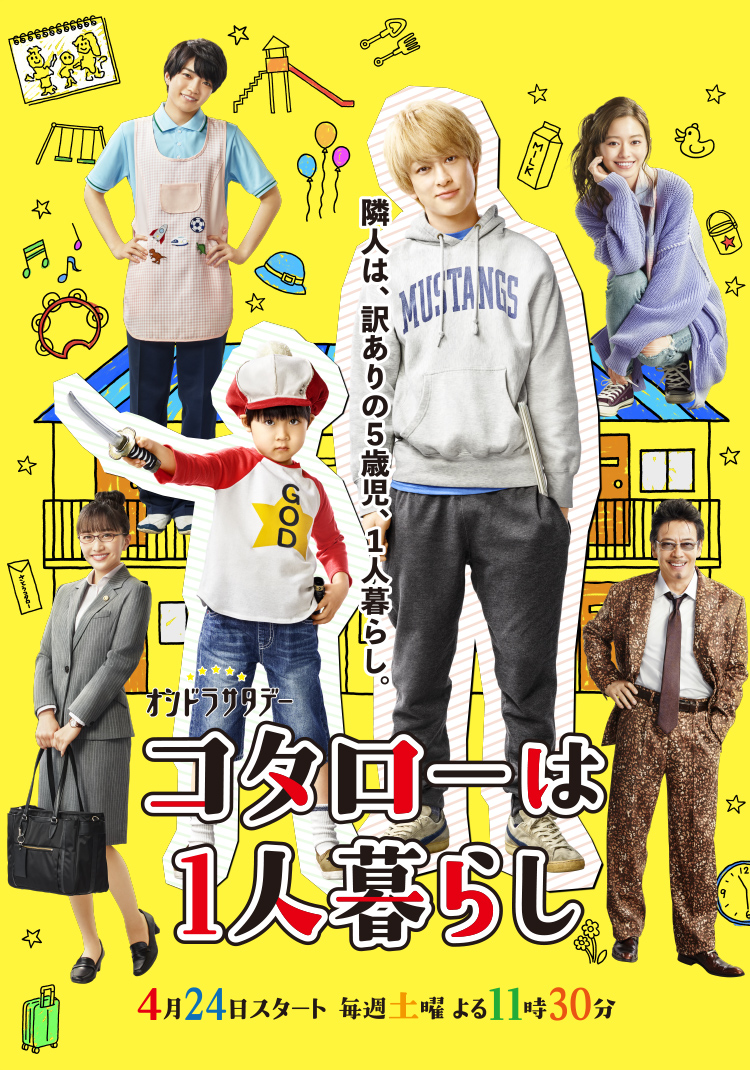 MILK
隣人は、訳ありの5歳児、1人暮らし。
MUSTANGS
GOD
オシドラサタデー
コタローは
1人暮らし
4月24日スタート 毎週土曜 よる11時30分
12
9
6